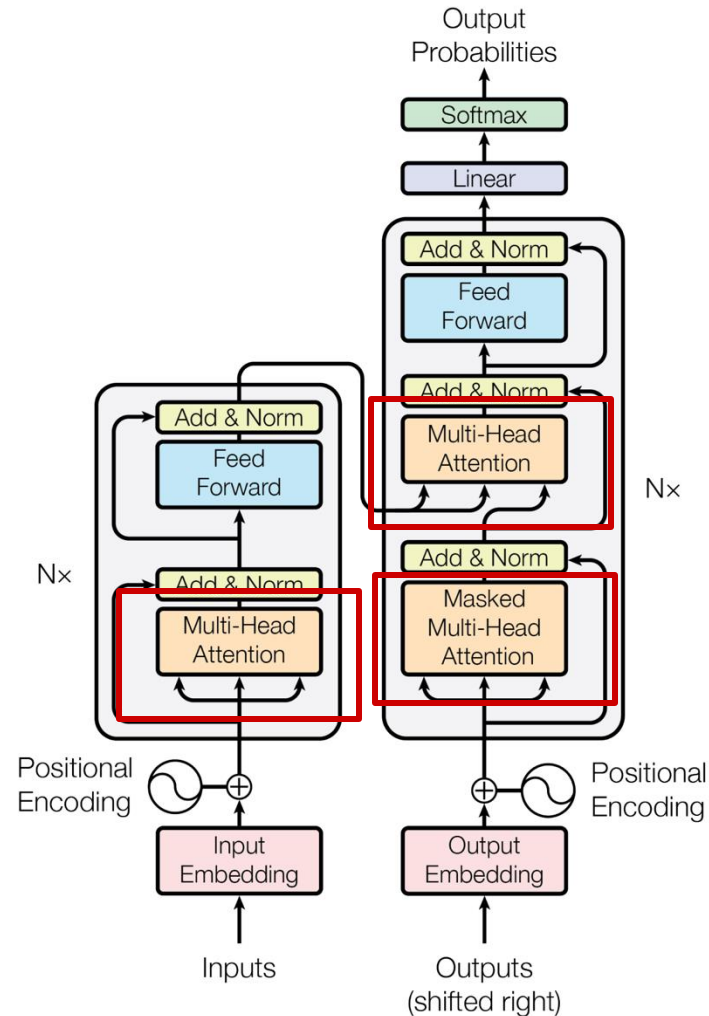 Output
Probabilities
Softmax
Linear
Add & Norm
Feed
Forward
Add & Norm
Multi-Head
Attention
Nx
Add & Norm
Masked
Multi-Head
Attention
Add & Norm
Feed
Forward
Nx
Add & Norm
Multi-Head
Attention
Positional
Encoding
Positional
Encoding
Input
Embedding
Output
Embedding
Inputs
Outputs
(shifted right)